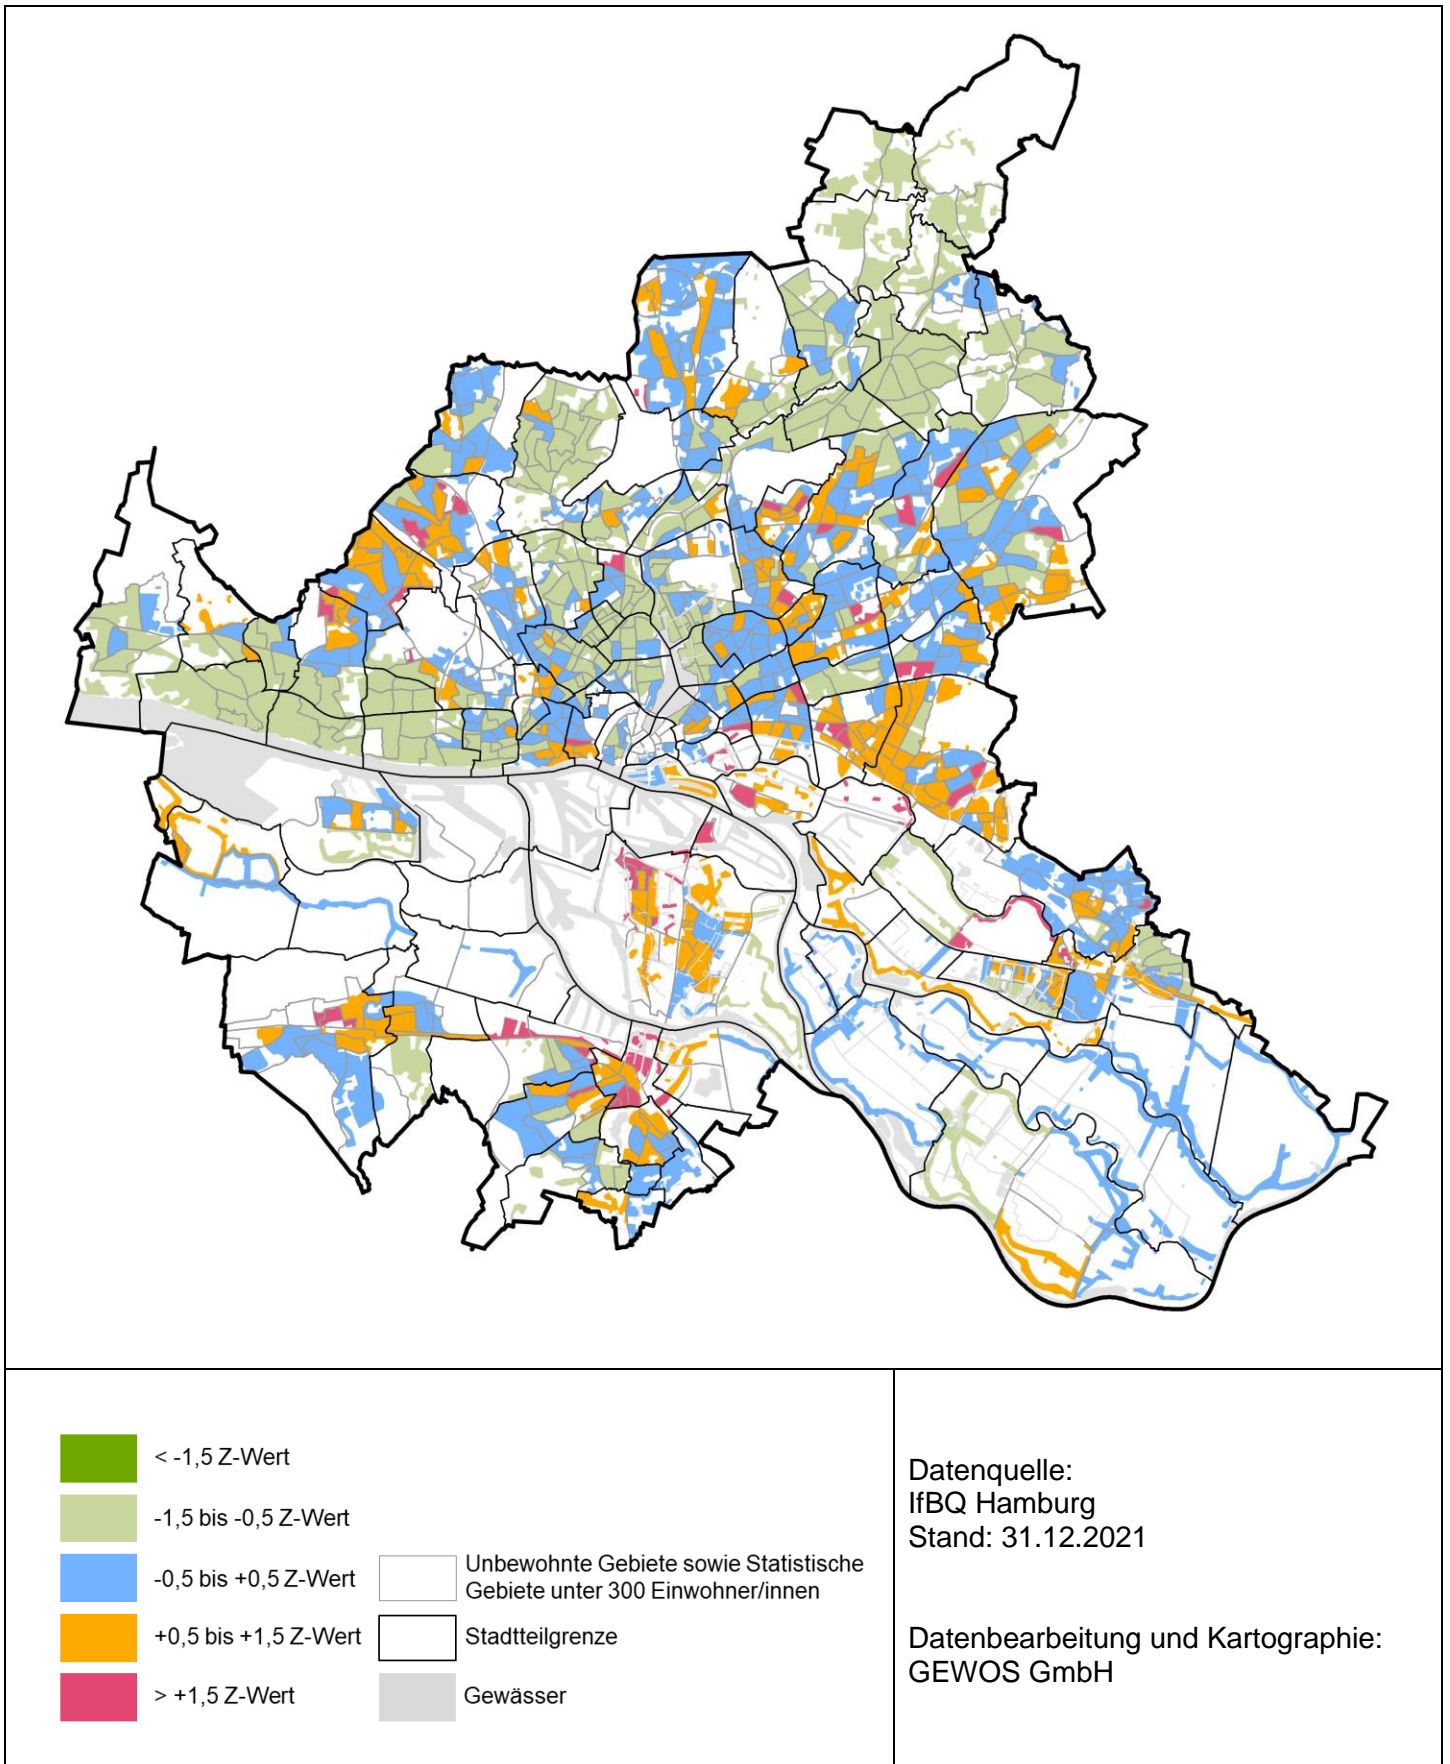 < -1,5 Z-Wert
-1,5 bis -0,5 Z-Wert
-0,5 bis +0,5 Z-Wert
+0,5 bis +1,5 Z-Wert
> +1,5 Z-Wert
Unbewohnte Gebiete sowie Statistische
Gebiete unter 300 Einwohner/innen
Stadtteilgrenze
Gewässer
Datenquelle:
IfBQ Hamburg
Stand: 31.12.2021
Datenbearbeitung und Kartographie:
GEWOS GmbH